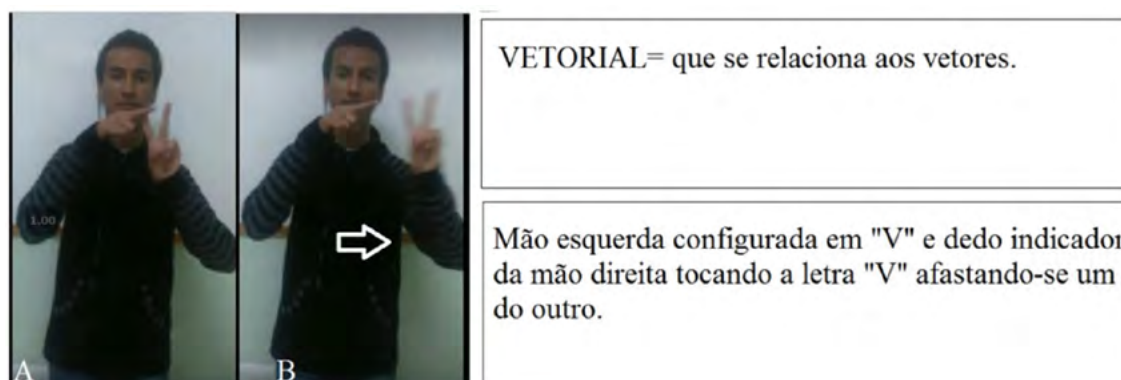 VETORIAL= que se relaciona aos vetores.
1.00
Mão esquerda configurada em "V" e dedo indicador
da mão direita tocando a letra "V" afastando-se um
do outro.
A
B